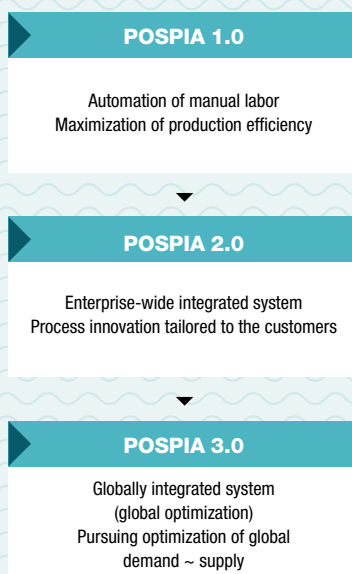 POSPIA 1.0
Automation of manual labor
Maximization of production efficiency
POSPIA 2.0
Enterprise-wide integrated system
Process innovation tailored to the customers
POSPIA 3.0
Globally integrated system
(global optimization)
Pursuing optimization of global
demand ~ supply